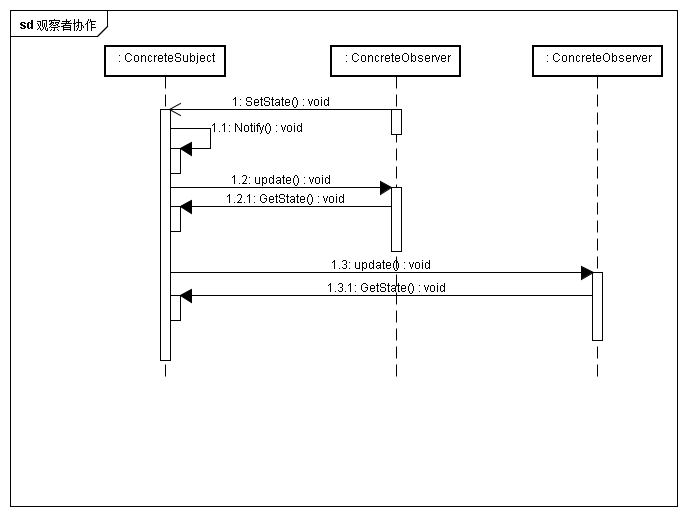 sd 观察者协作
: ConcreteSubject
: ConcreteObserver
: ConcreteObserver
1: SetState() : void
1.1: Notify() : void
1.2: update() : void
1.2.1: GetState() : void
1.3: update() : void
1.3.1: GetState() : void